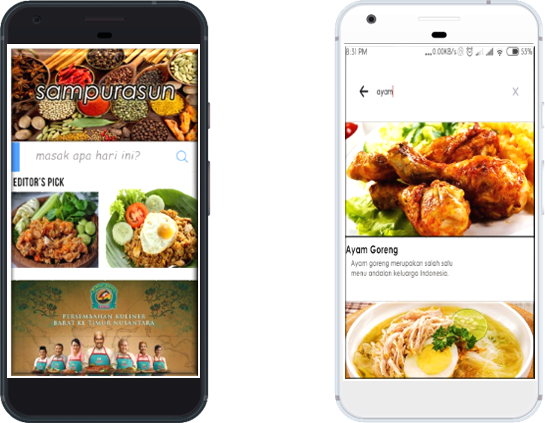 sampurasun
masak apa hari ini?
EDITOR'S PICK
PERSEMBAHAN KULINER
BARAT KE TIMUR NUSANTARA
8:31 PM
...0.00KB/s
53%
ayam
X
Ayam Goreng
Ayam goreng merupakan salah satu
menu andalan keluarga Indonesia.